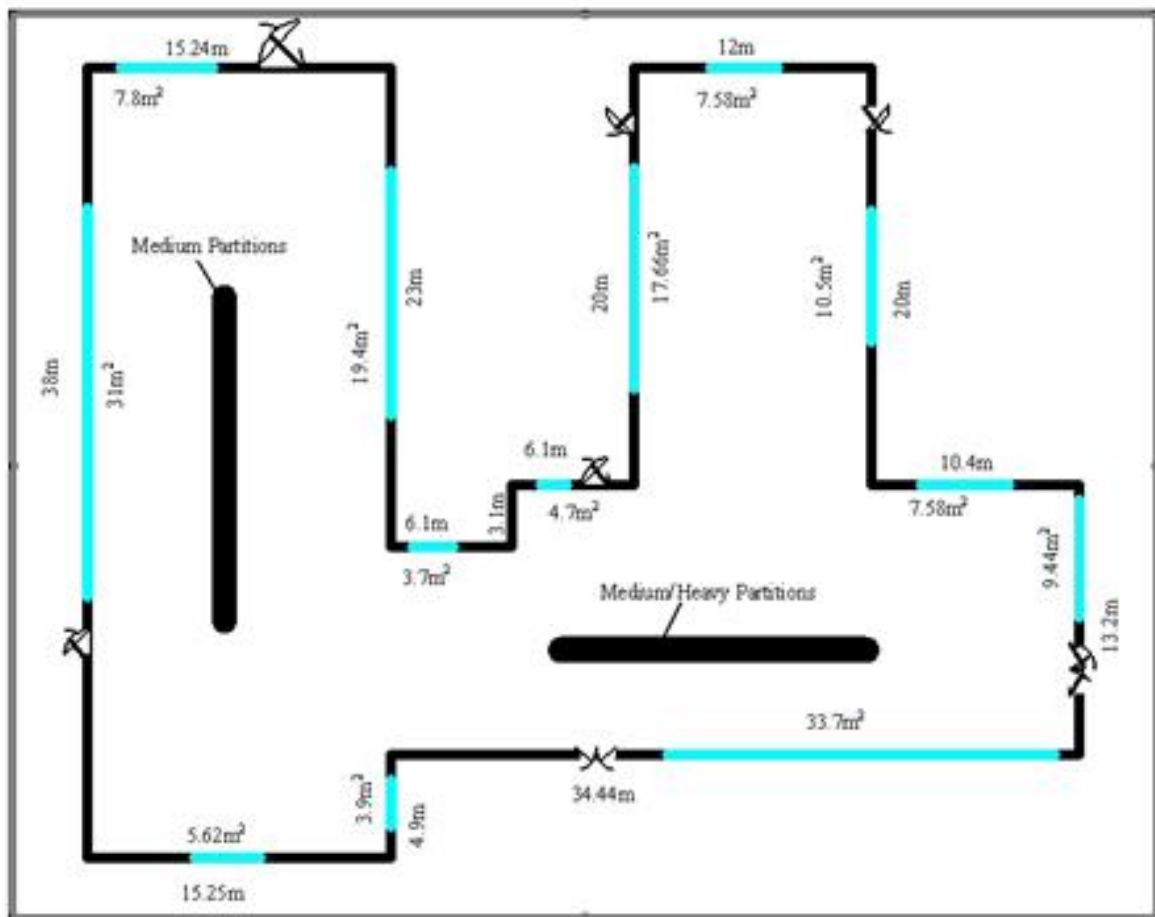 15.24m
12m
7.8m²
7.58m²
Medium Partitions
23m
20m
17.66m²
10.5m²
20m
38m
31m²
19.4m²
6.1m
10.4m
6.1m
3.1m
4.7m²
7.58m²
3.7m²
9.44m²
Medium/Heavy Partitions
13.2m
33.7m²
3.9m²
4.9m
34.44m
5.62m²
15.25m